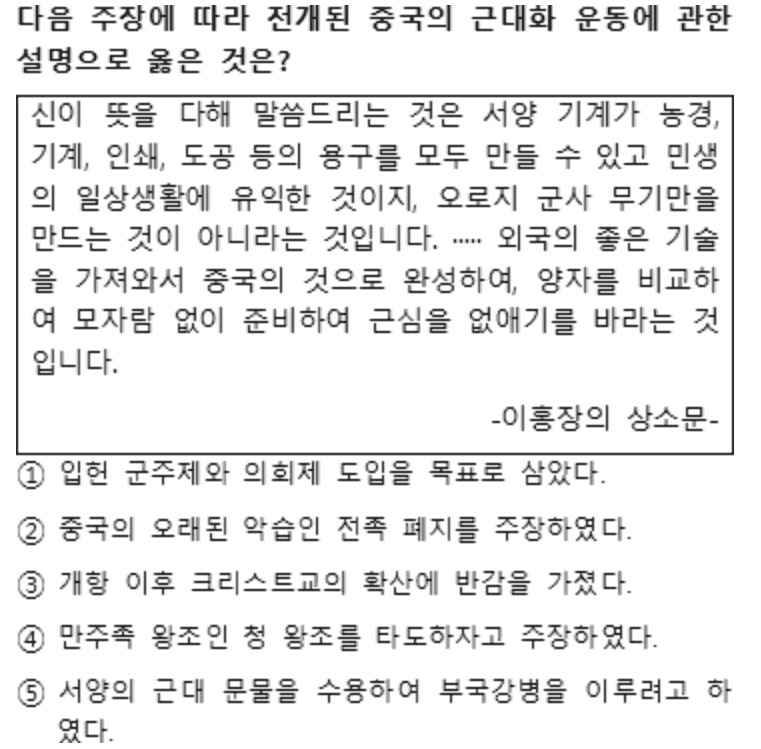 다음 주장에 따라 전개된 중국의 근대화 운동에 관한
설명으로 옳은 것은?
신이 뜻을 다해 말씀드리는 것은 서양 기계가 농경,
기계, 인쇄, 도공 등의 용구를 모두 만들 수 있고 민생
의 일상생활에 유익한 것이지, 오로지 군사 무기만을
만드는 것이 아니라는 것입니다. ····· 외국의 좋은 기술
을 가져와서 중국의 것으로 완성하여, 양자를 비교하
여 모자람 없이 준비하여 근심을 없애기를 바라는 것
입니다.
-이홍장의 상소문-
① 입헌 군주제와 의회제 도입을 목표로 삼았다.
② 중국의 오래된 악습인 전족 폐지를 주장하였다.
③ 개항 이후 크리스트교의 확산에 반감을 가졌다.
④ 만주족 왕조인 청 왕조를 타도하자고 주장하였다.
⑤ 서양의 근대 문물을 수용하여 부국강병을 이루려고 하
였다.